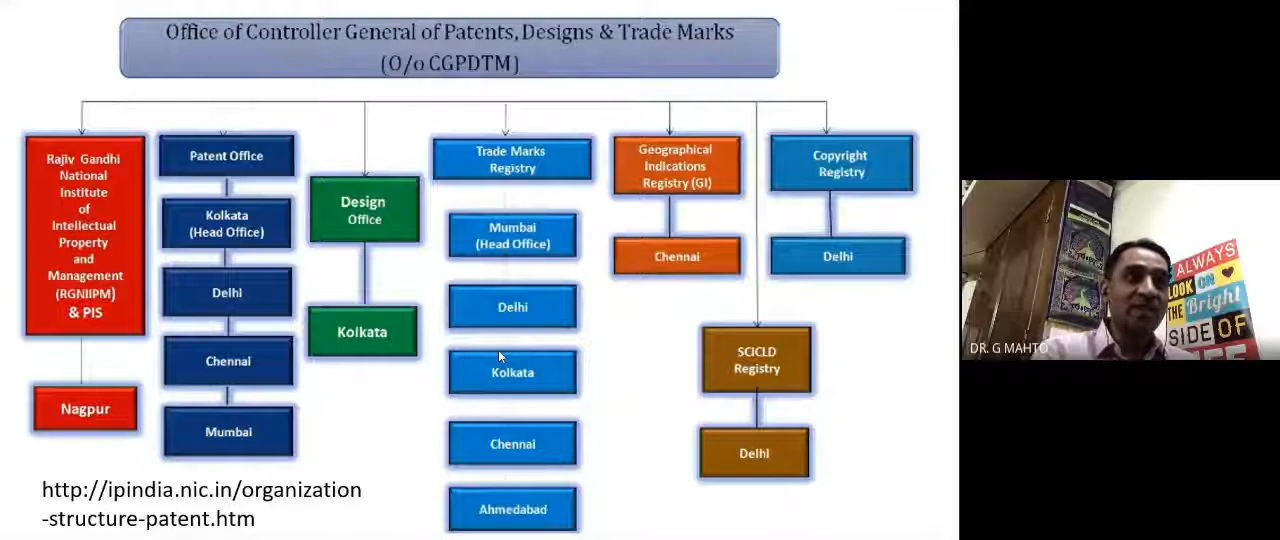 Office of Controller General of Patents, Designs & Trade Marks
(O/o CGPDTM)
Rajiv Gandhi
National
Institute
of
Intellectual
Property
and
Management
(RGNIIPM)
& PIS
Nagpur
Patent Office
Kolkata
(Head Office)
Delhi
Chennai
Mumbai
Design
Office
Kolkata
Trade Marks
Registry
Mumbai
(Head Office)
Delhi
Kolkata
Chennai
Ahmedabad
Geographical
Indications
Registry (GI)
Chennai
SCICLD
Registry
Delhi
Copyright
Registry
Delhi
http://ipindia.nic.in/organization
-structure-patent.htm
ALWAYS
LOOK ON
THE Bright
SIDE OF
DR. G MAHTO